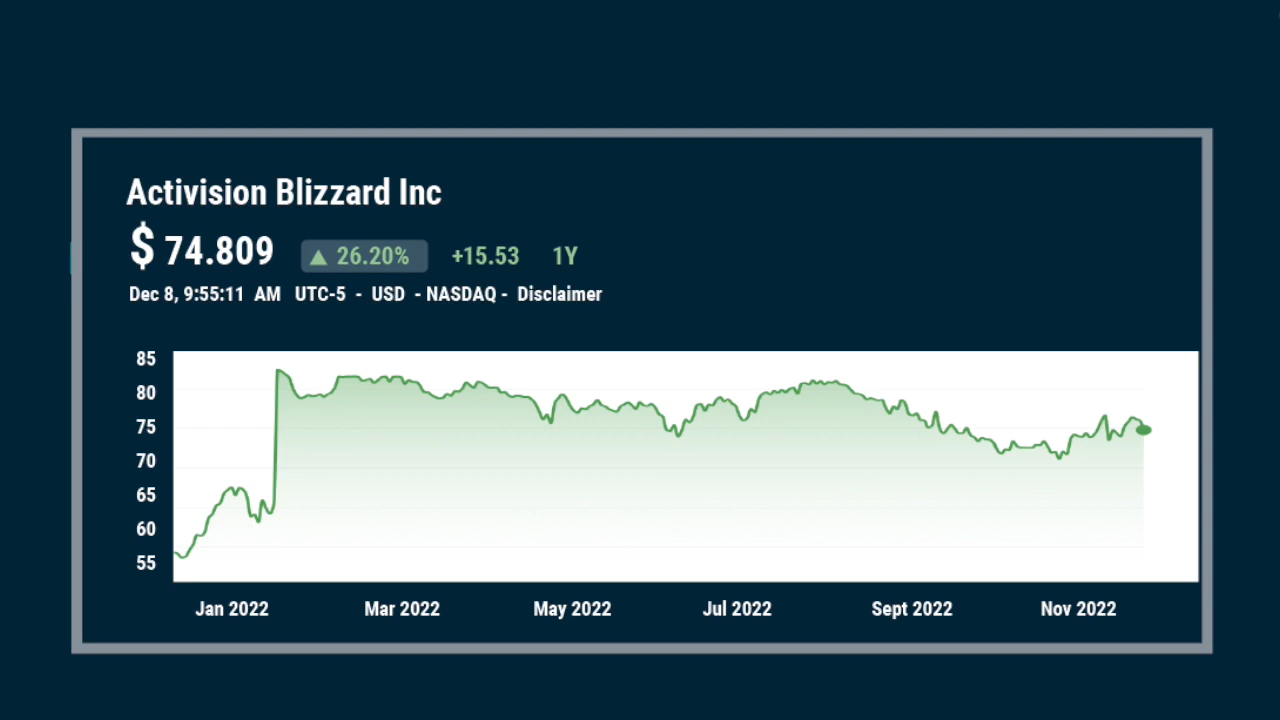 Activision Blizzard Inc
$ 74.809 ▲ 26.20% +15.53 1Y
Dec 8, 9:55:11 AM UTC-5 - USD - NASDAQ - Disclaimer
85
80
75
70
65
60
55
Jan 2022 Mar 2022 May 2022 Jul 2022 Sept 2022 Nov 2022